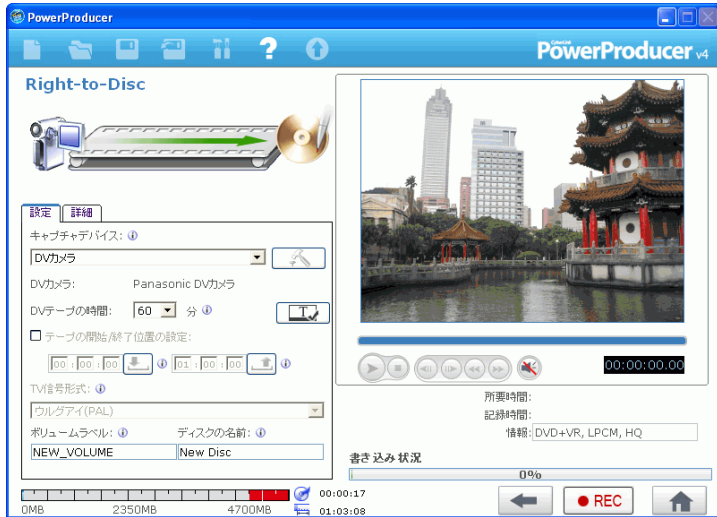 PowerProducer
CyberLink
PowerProducer v4
Right-to-Disc
設定 詳細
キャプチャデバイス:
DVカメラ
DVカメラ: Panasonic DVカメラ
DVテープの時間: 60 分
テープの開始/終了位置の設定:
00 : 00 : 00 01 : 00 : 00
TV信号形式:
ウルグアイ(PAL)
ボリュームラベル: ディスクの名前:
NEW_VOLUME New Disc
00:00:00.00
所要時間:
記録時間:
情報: DVD+VR, LPCM, HQ
書き込み状況
0%
00:00:17
0MB 2350MB 4700MB 01:03:08
REC